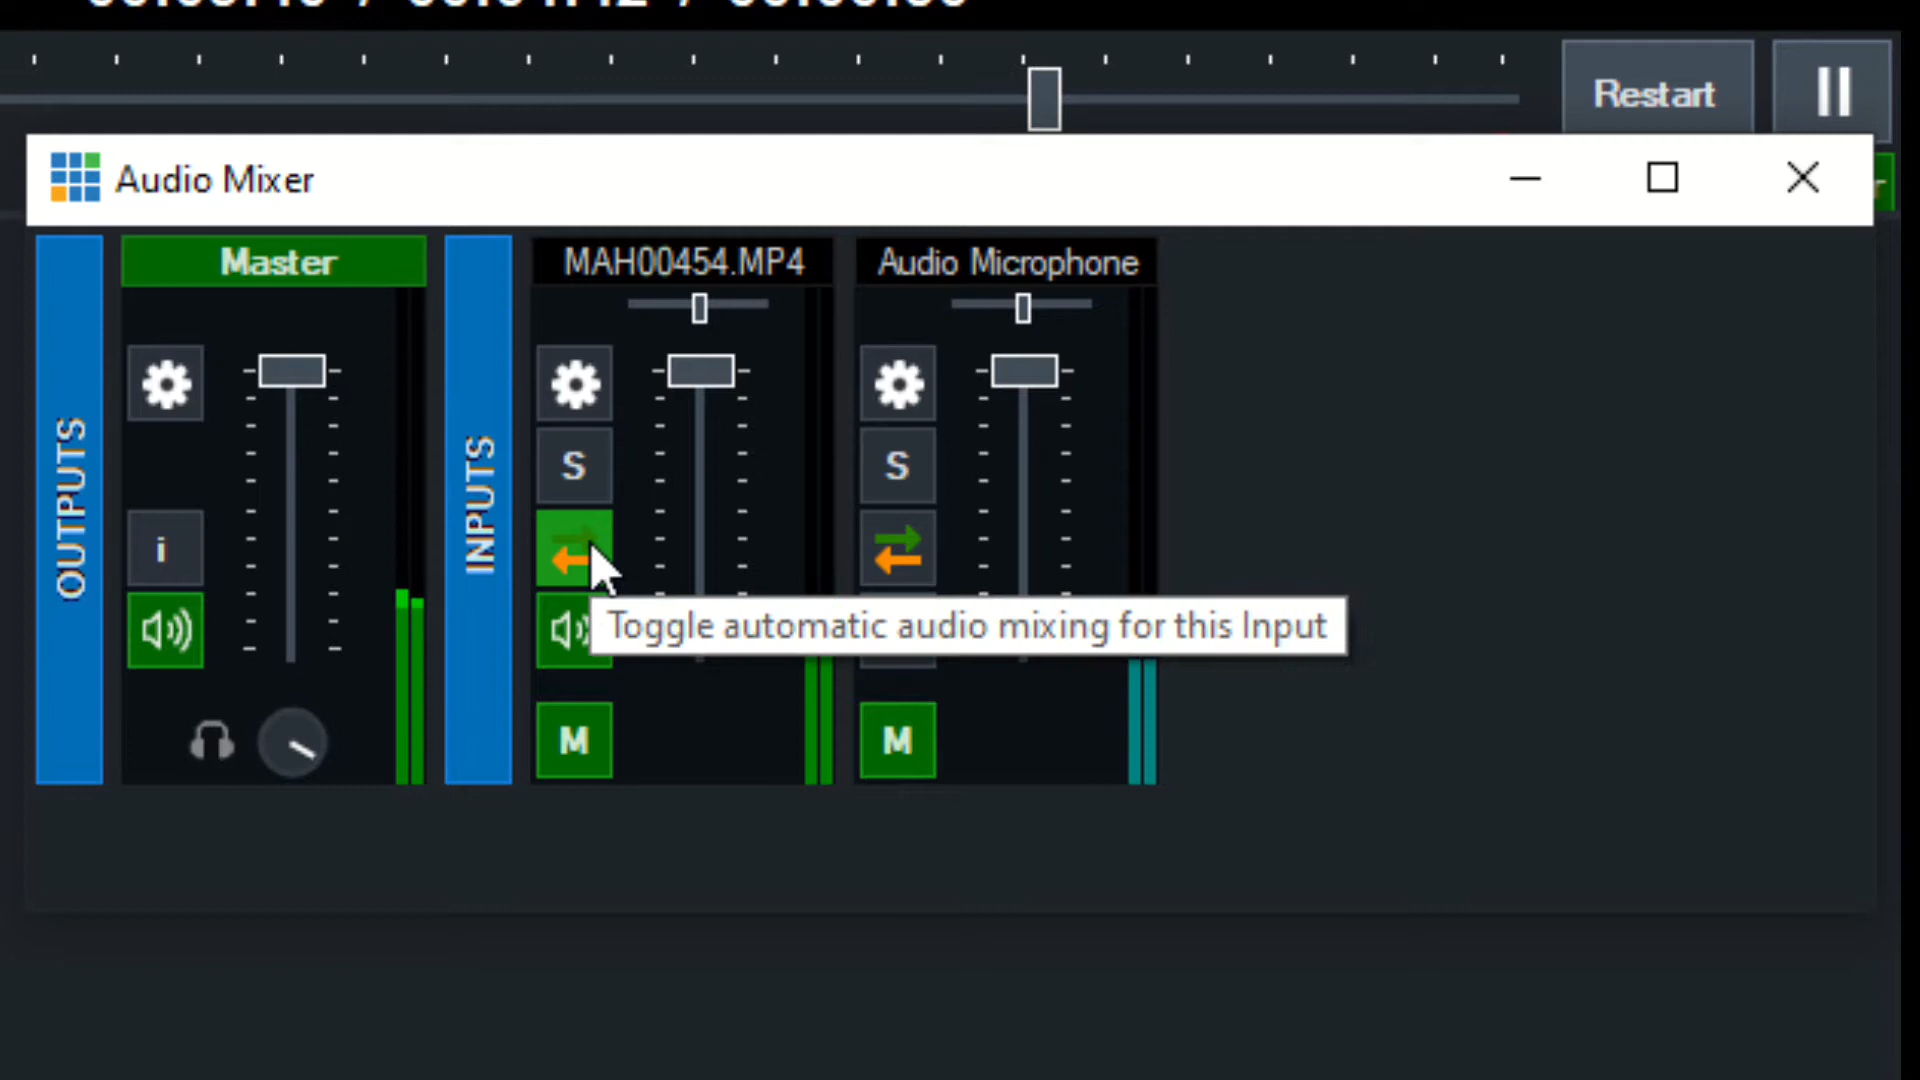 Restart
Audio Mixer
OUTPUTS
Master
i
INPUTS
MAH00454.MP4
S
M
Audio Microphone
S
M
Toggle automatic audio mixing for this Input